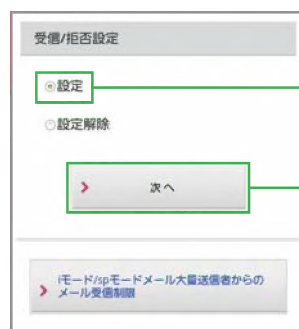 受信/拒否設定
設定
設定解除
次へ
iモード/spモードメール大量送信者からの
メール受信制限